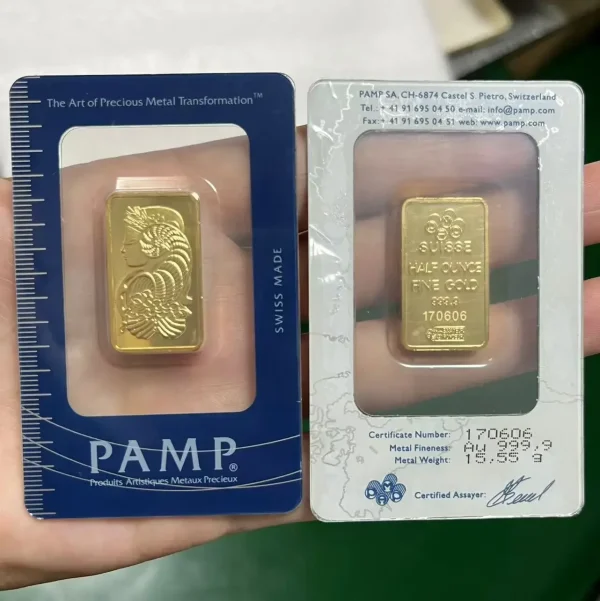 The Art of Precious Metal Transformation™
SWISS MADE
PAMP®
Produits Artistiques Métaux Précieux
PAMP SA, CH-6874 Castel S. Pietro, Switzerland
Tel.: + 41 91 695 04 50 e-mail: info@pamp.com
Fax: + 41 91 695 04 51 web: www.pamp.com
SUISSE
HALF OUNCE
FINE GOLD
999.9
170606
Certificate Number: 170606
Metal Fineness: Au 999,9
Metal Weight: 15,55 g
Certified Assayer: